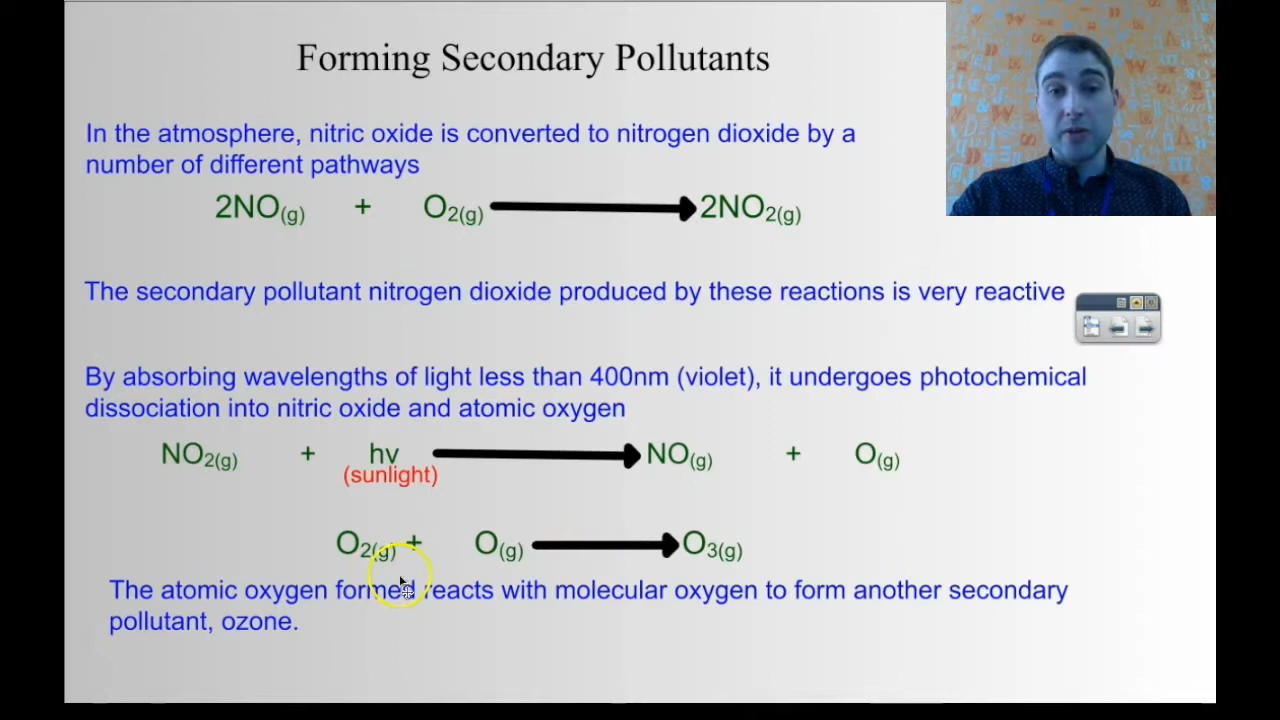 Forming Secondary Pollutants
In the atmosphere, nitric oxide is converted to nitrogen dioxide by a
number of different pathways
2NO(g) + O2(g) 2NO2(g)
The secondary pollutant nitrogen dioxide produced by these reactions is very reactive
By absorbing wavelengths of light less than 400nm (violet), it undergoes photochemical
dissociation into nitric oxide and atomic oxygen
NO2(g) + hv NO(g) + O(g)
(sunlight)
O2(g) + O(g) O3(g)
The atomic oxygen formed reacts with molecular oxygen to form another secondary
pollutant, ozone.